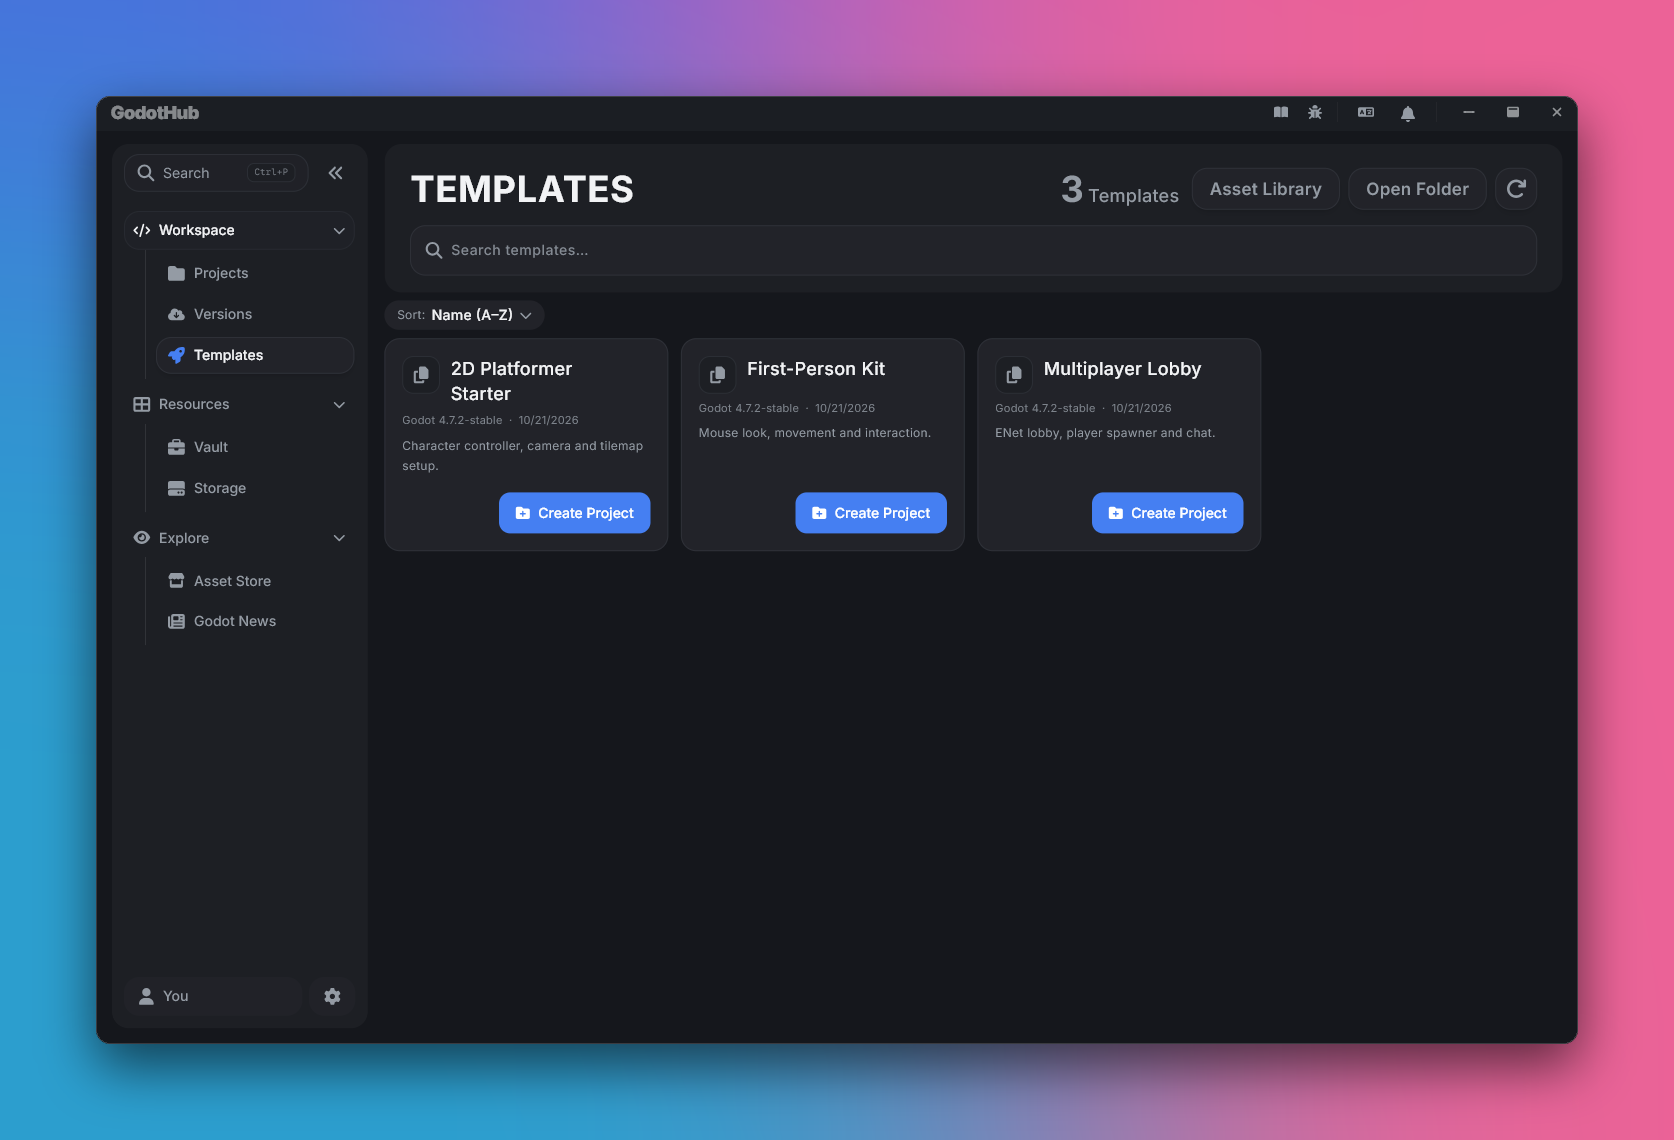 GodotHub
Search Ctrl+P
Workspace
Projects
Versions
Templates
Resources
Vault
Storage
Explore
Asset Store
Godot News
You
TEMPLATES
3 Templates
Asset Library
Open Folder
Search templates...
Sort: Name (A–Z)
2D Platformer
Starter
Godot 4.7.2-stable · 10/21/2026
Character controller, camera and tilemap
setup.
Create Project
First-Person Kit
Godot 4.7.2-stable · 10/21/2026
Mouse look, movement and interaction.
Create Project
Multiplayer Lobby
Godot 4.7.2-stable · 10/21/2026
ENet lobby, player spawner and chat.
Create Project